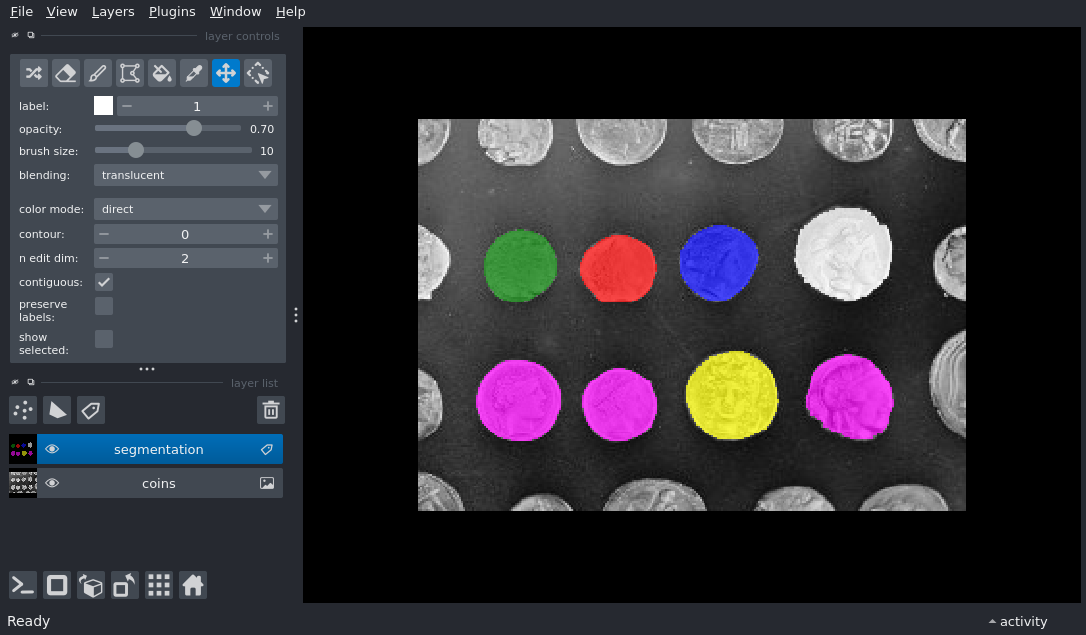 File View Layers Plugins Window Help
layer controls
label: 1
opacity: 0.70
brush size: 10
blending: translucent
color mode: direct
contour: 0
n edit dim: 2
contiguous:
preserve
labels:
show
selected:
layer list
segmentation
coins
Ready
activity